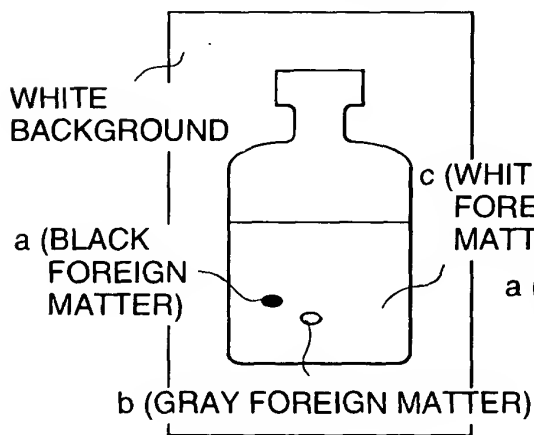 WHITE
BACKGROUND
c (WHIT
FORE
MATT
a (BLACK
FOREIGN
MATTER)
a (
b (GRAY FOREIGN MATTER)